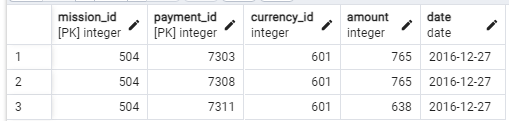 mission_id payment_id currency_id amount date
[PK] integer [PK] integer integer integer date
1 504 7303 601 765 2016-12-27
2 504 7308 601 765 2016-12-27
3 504 7311 601 638 2016-12-27